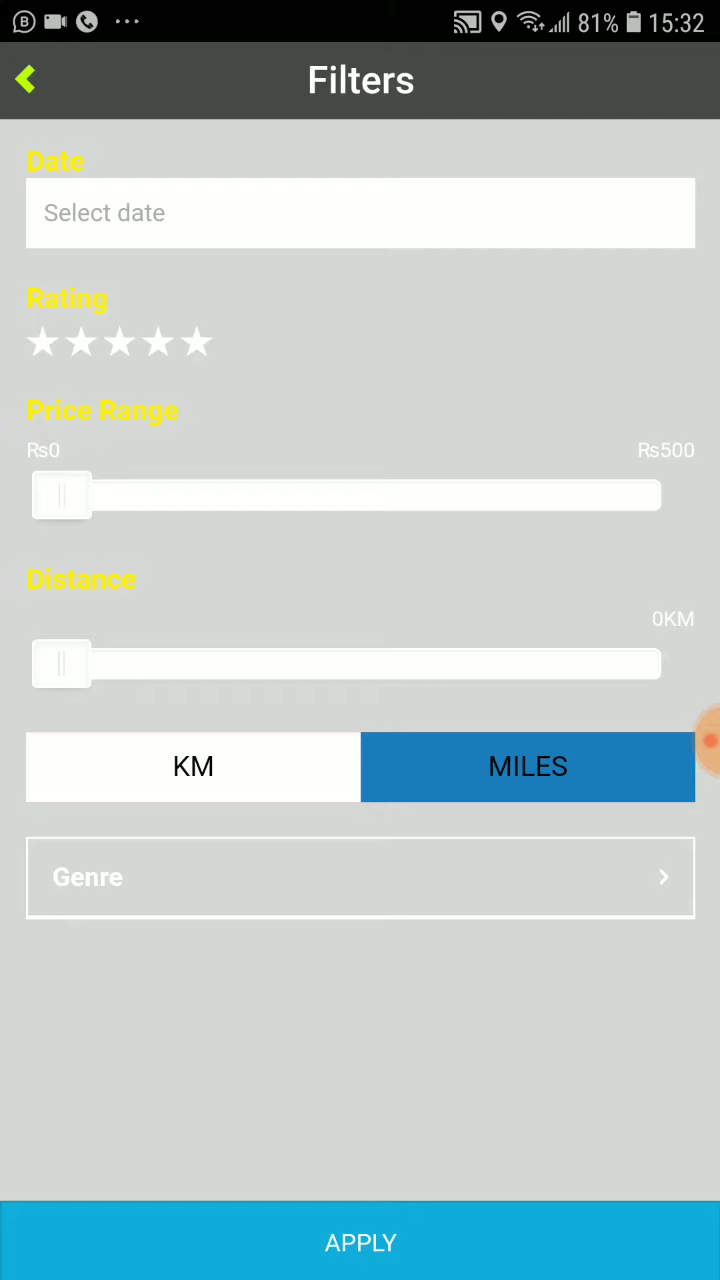 81% 15:32
Filters
Date
Select date
Rating
Price Range
Rs0 Rs500
Distance
0KM
KM MILES
Genre
APPLY